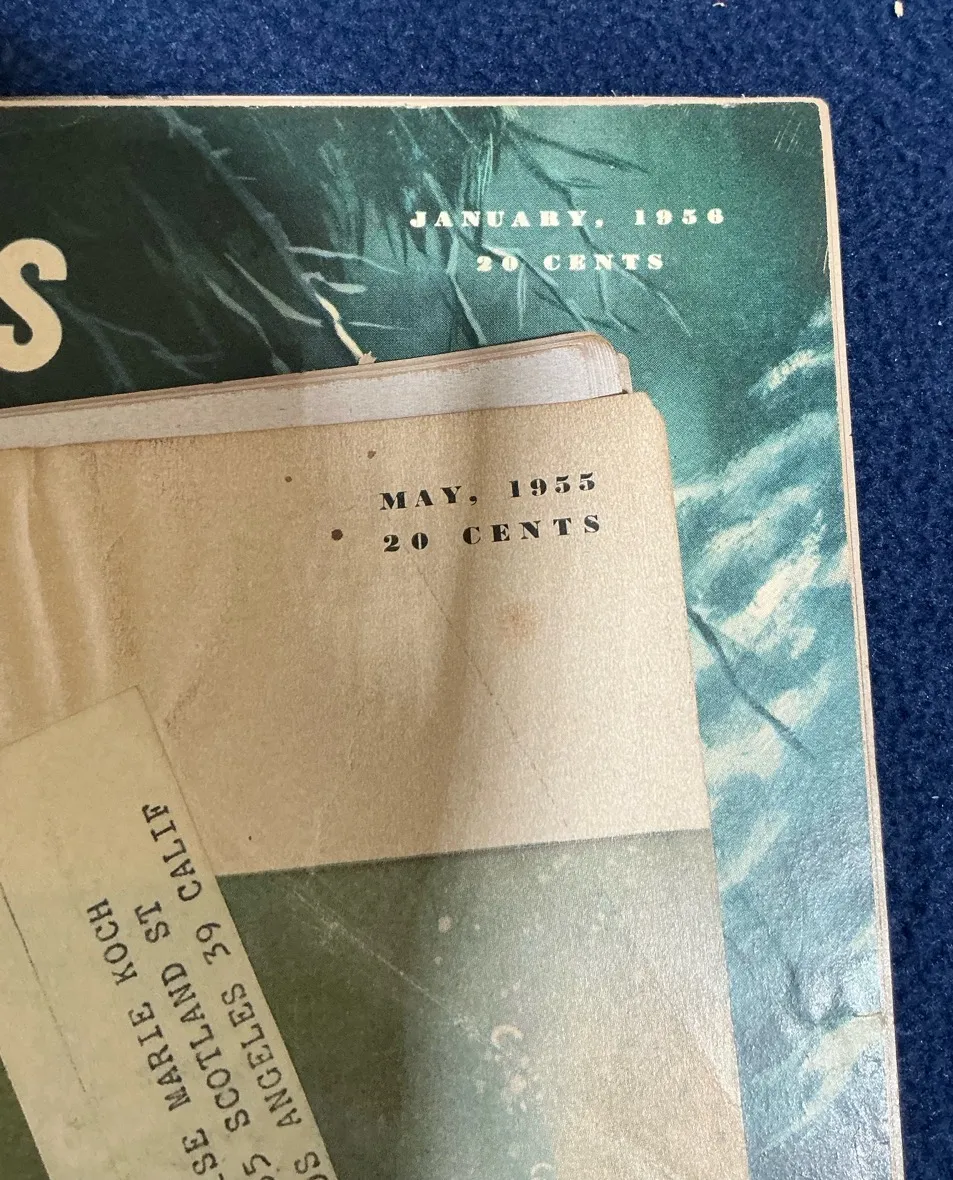 S
JANUARY, 1956
20 CENTS
MAY, 1955
20 CENTS
MARIE KOCH
SCOTLAND ST
ANGELES 39 CALIF